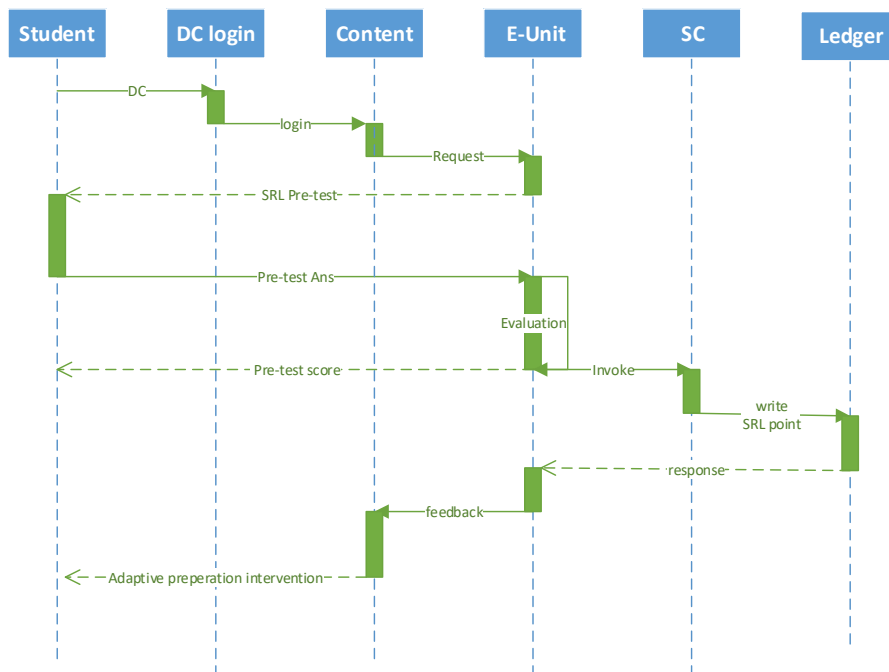 Student
DC login
Content
E-Unit
SC
Ledger
DC
login
Request
SRL Pre-test
Pre-test Ans
Evaluation
Pre-test score
Invoke
write
SRL point
response
feedback
Adaptive preperation intervention